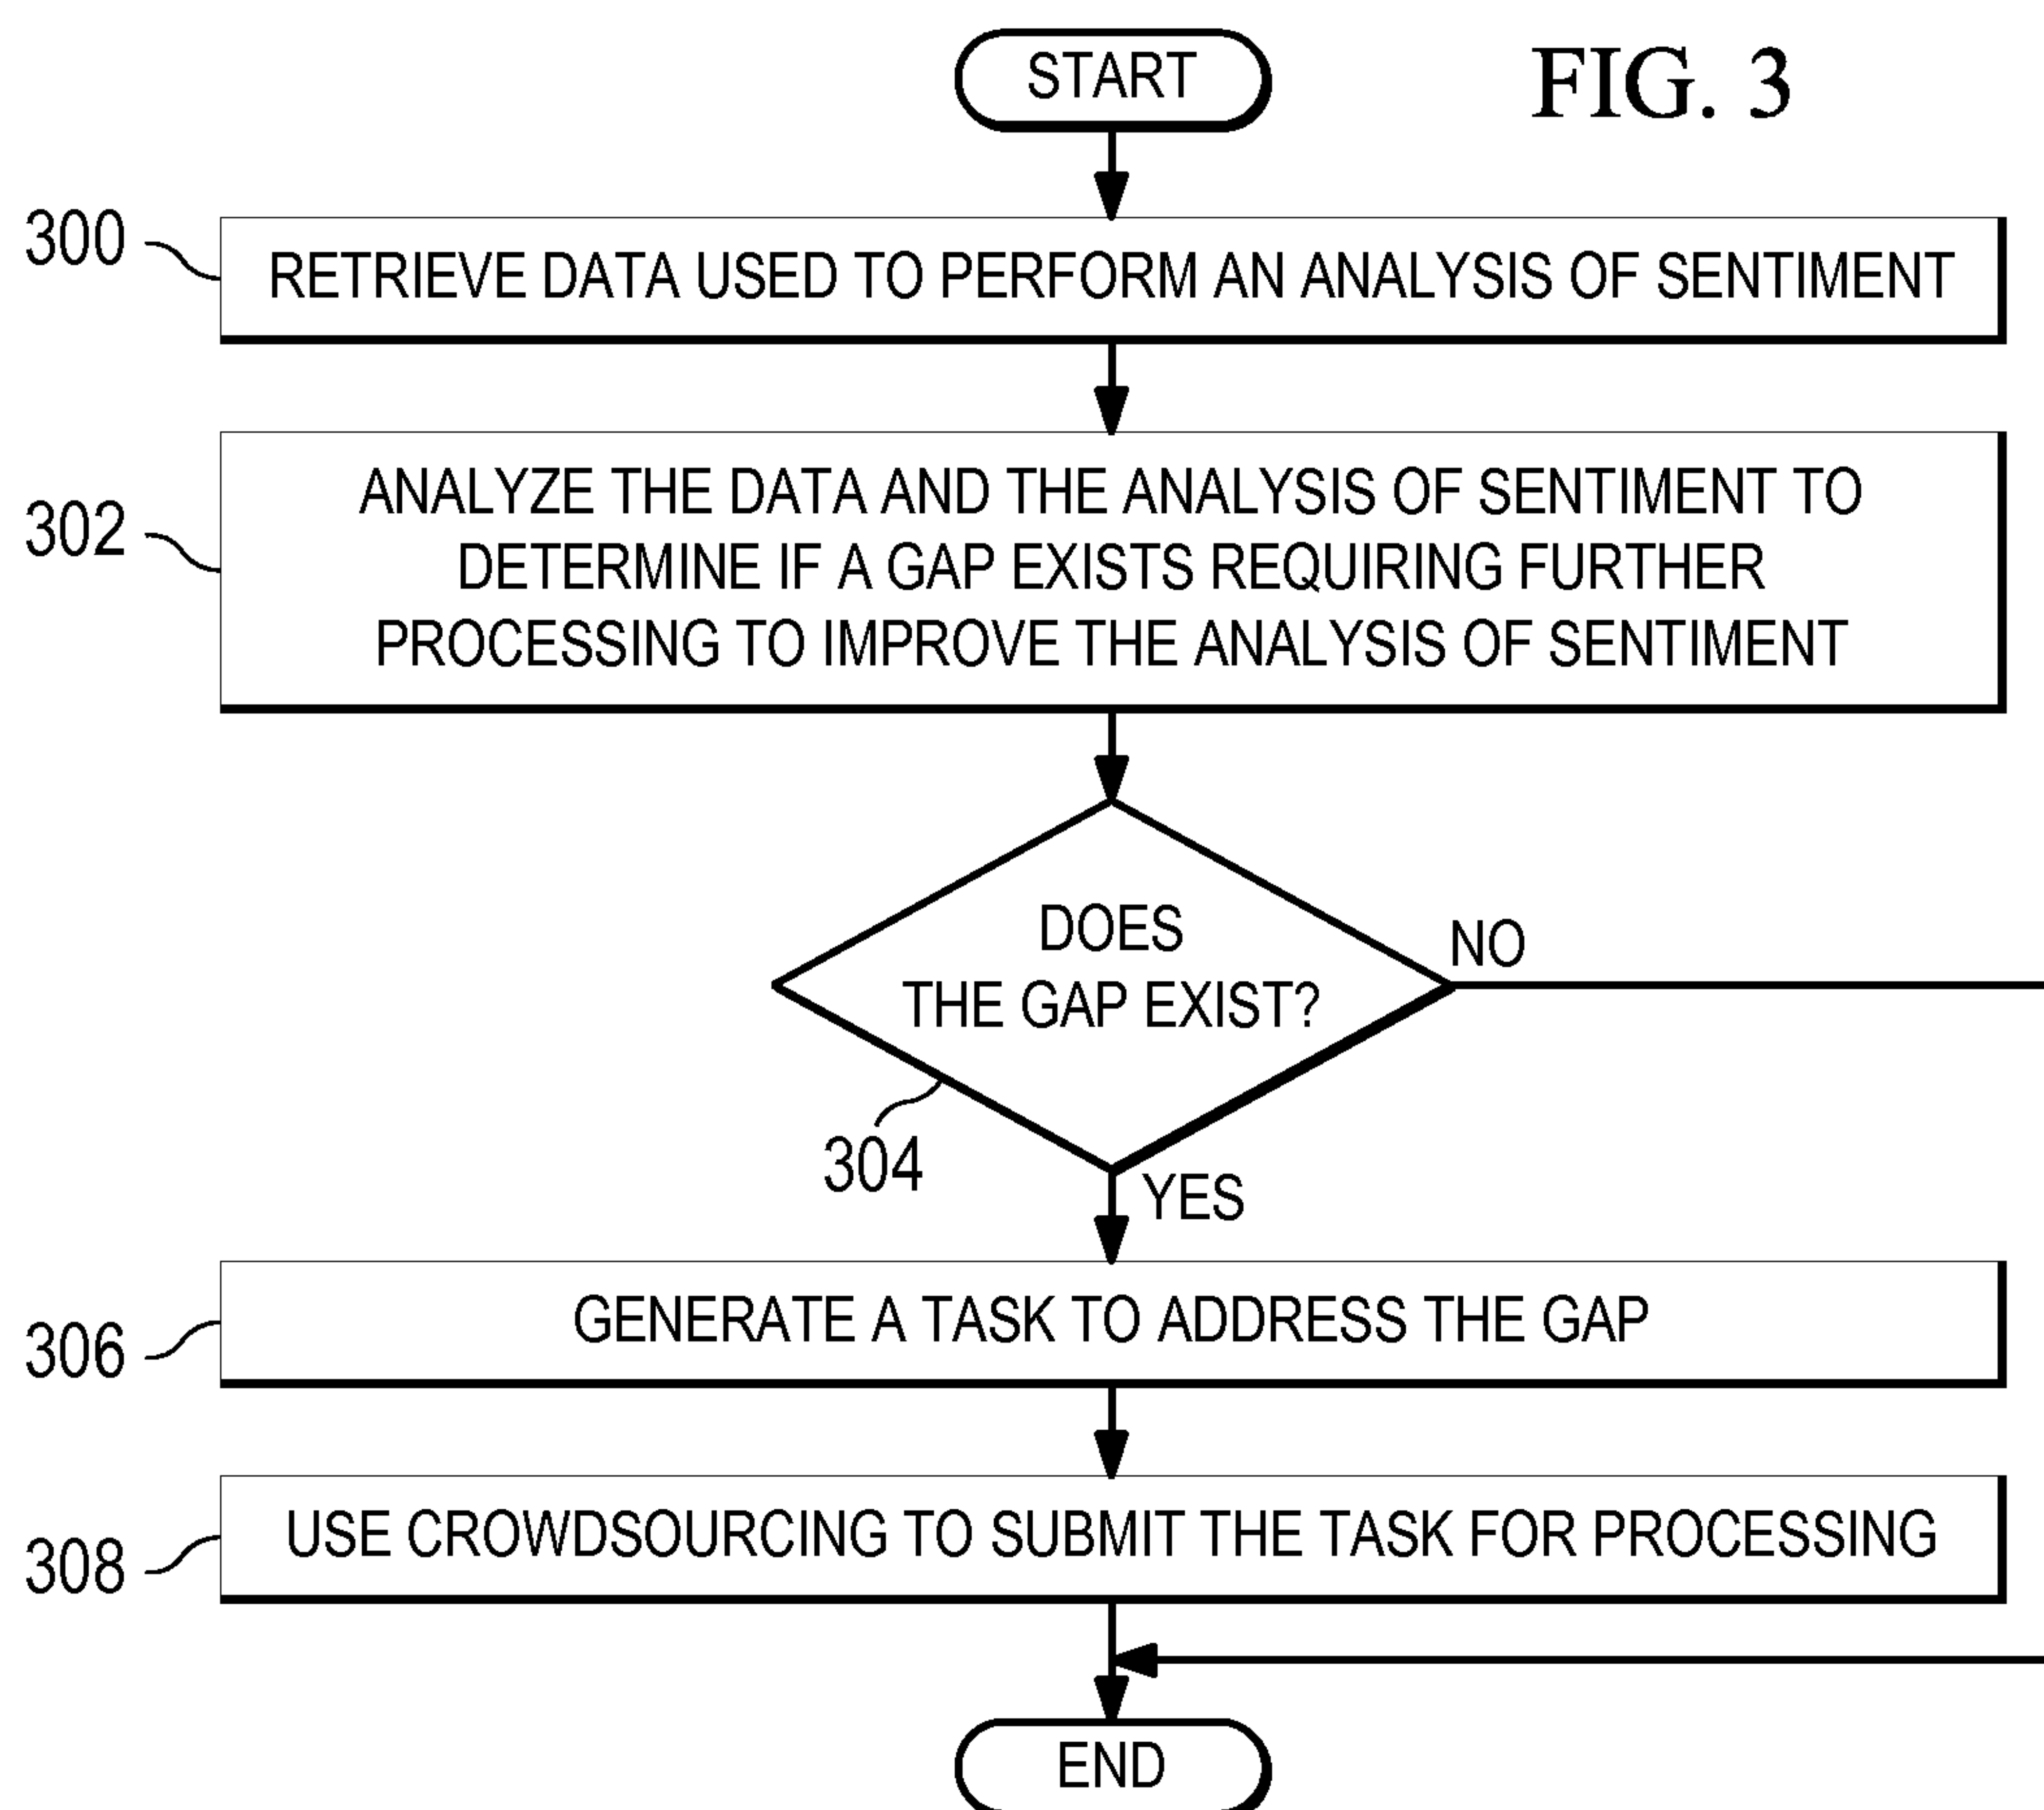 START
FIG. 3
300
RETRIEVE DATA USED TO PERFORM AN ANALYSIS OF SENTIMENT
302
ANALYZE THE DATA AND THE ANALYSIS OF SENTIMENT TO
DETERMINE IF A GAP EXISTS REQUIRING FURTHER
PROCESSING TO IMPROVE THE ANALYSIS OF SENTIMENT
DOES
THE GAP EXIST?
NO
304
YES
306
GENERATE A TASK TO ADDRESS THE GAP
308
USE CROWDSOURCING TO SUBMIT THE TASK FOR PROCESSING
END